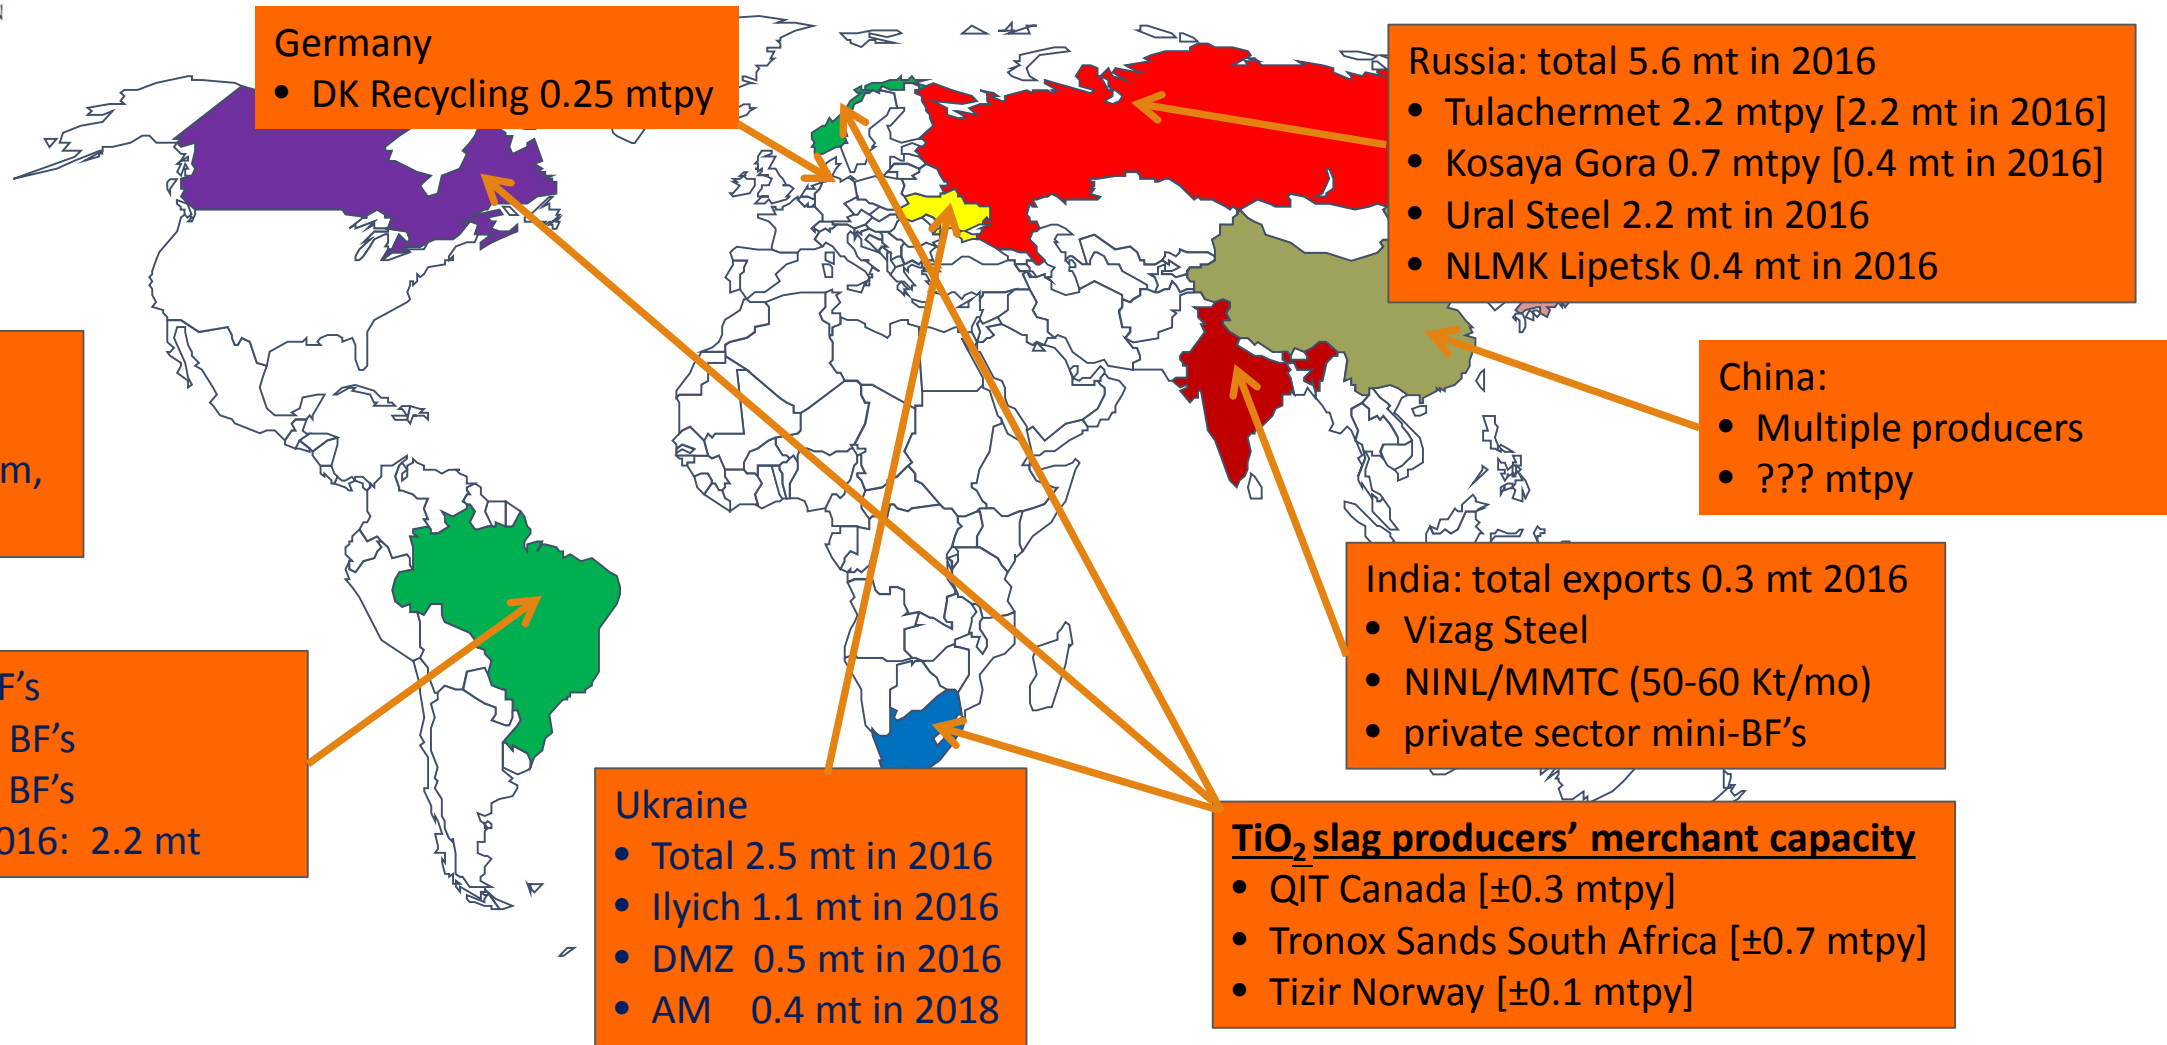 Germany
• DK Recycling 0.25 mtpy
Russia: total 5.6 mt in 2016
• Tulachermet 2.2 mtpy [2.2 mt in 2016]
• Kosaya Gora 0.7 mtpy [0.4 mt in 2016]
• Ural Steel 2.2 mt in 2016
• NLMK Lipetsk 0.4 mt in 2016
China:
• Multiple producers
• ??? mtpy
m,
India: total exports 0.3 mt 2016
• Vizag Steel
• NINL/MMTC (50-60 Kt/mo)
• private sector mini-BF’s
F’s
BF’s
BF’s
016: 2.2 mt
Ukraine
• Total 2.5 mt in 2016
• Ilyich 1.1 mt in 2016
• DMZ 0.5 mt in 2016
• AM 0.4 mt in 2018
TiO₂ slag producers’ merchant capacity
• QIT Canada [±0.3 mtpy]
• Tronox Sands South Africa [±0.7 mtpy]
• Tizir Norway [±0.1 mtpy]